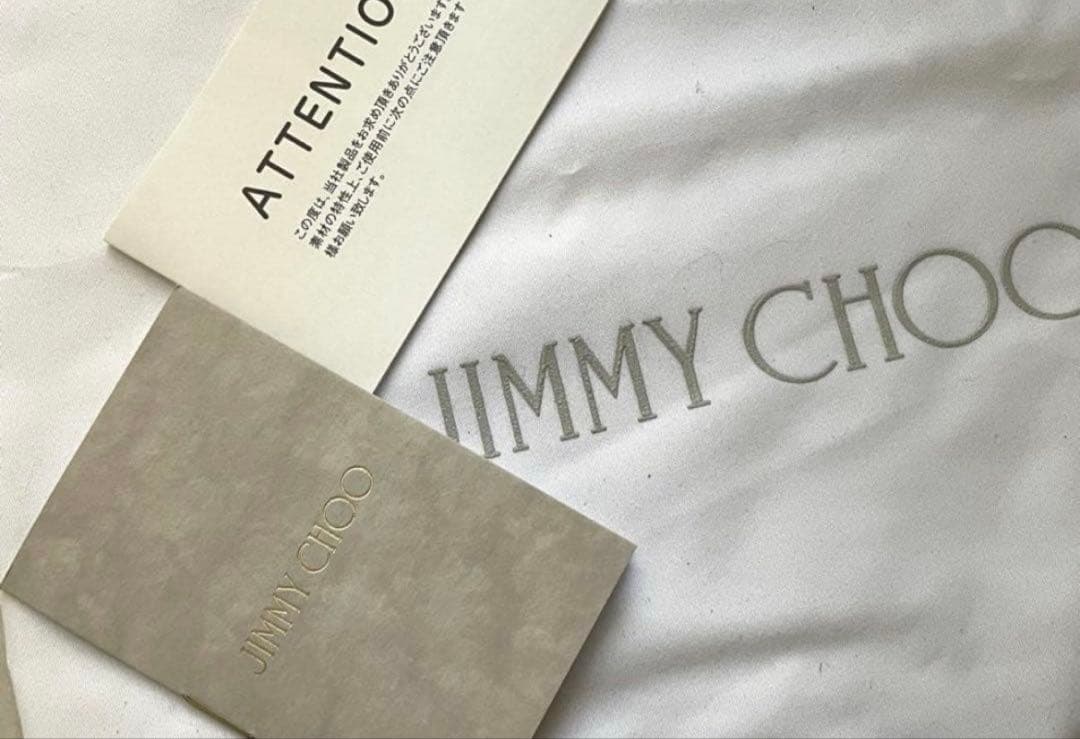 ATTENTIO
この度は、当社製品をお求め頂きありがとうございます。
素材の特性上、ご使用前に次の点にご注意頂きます
様お願い致します。
JIMMY CHOO
JIMMY CHOO